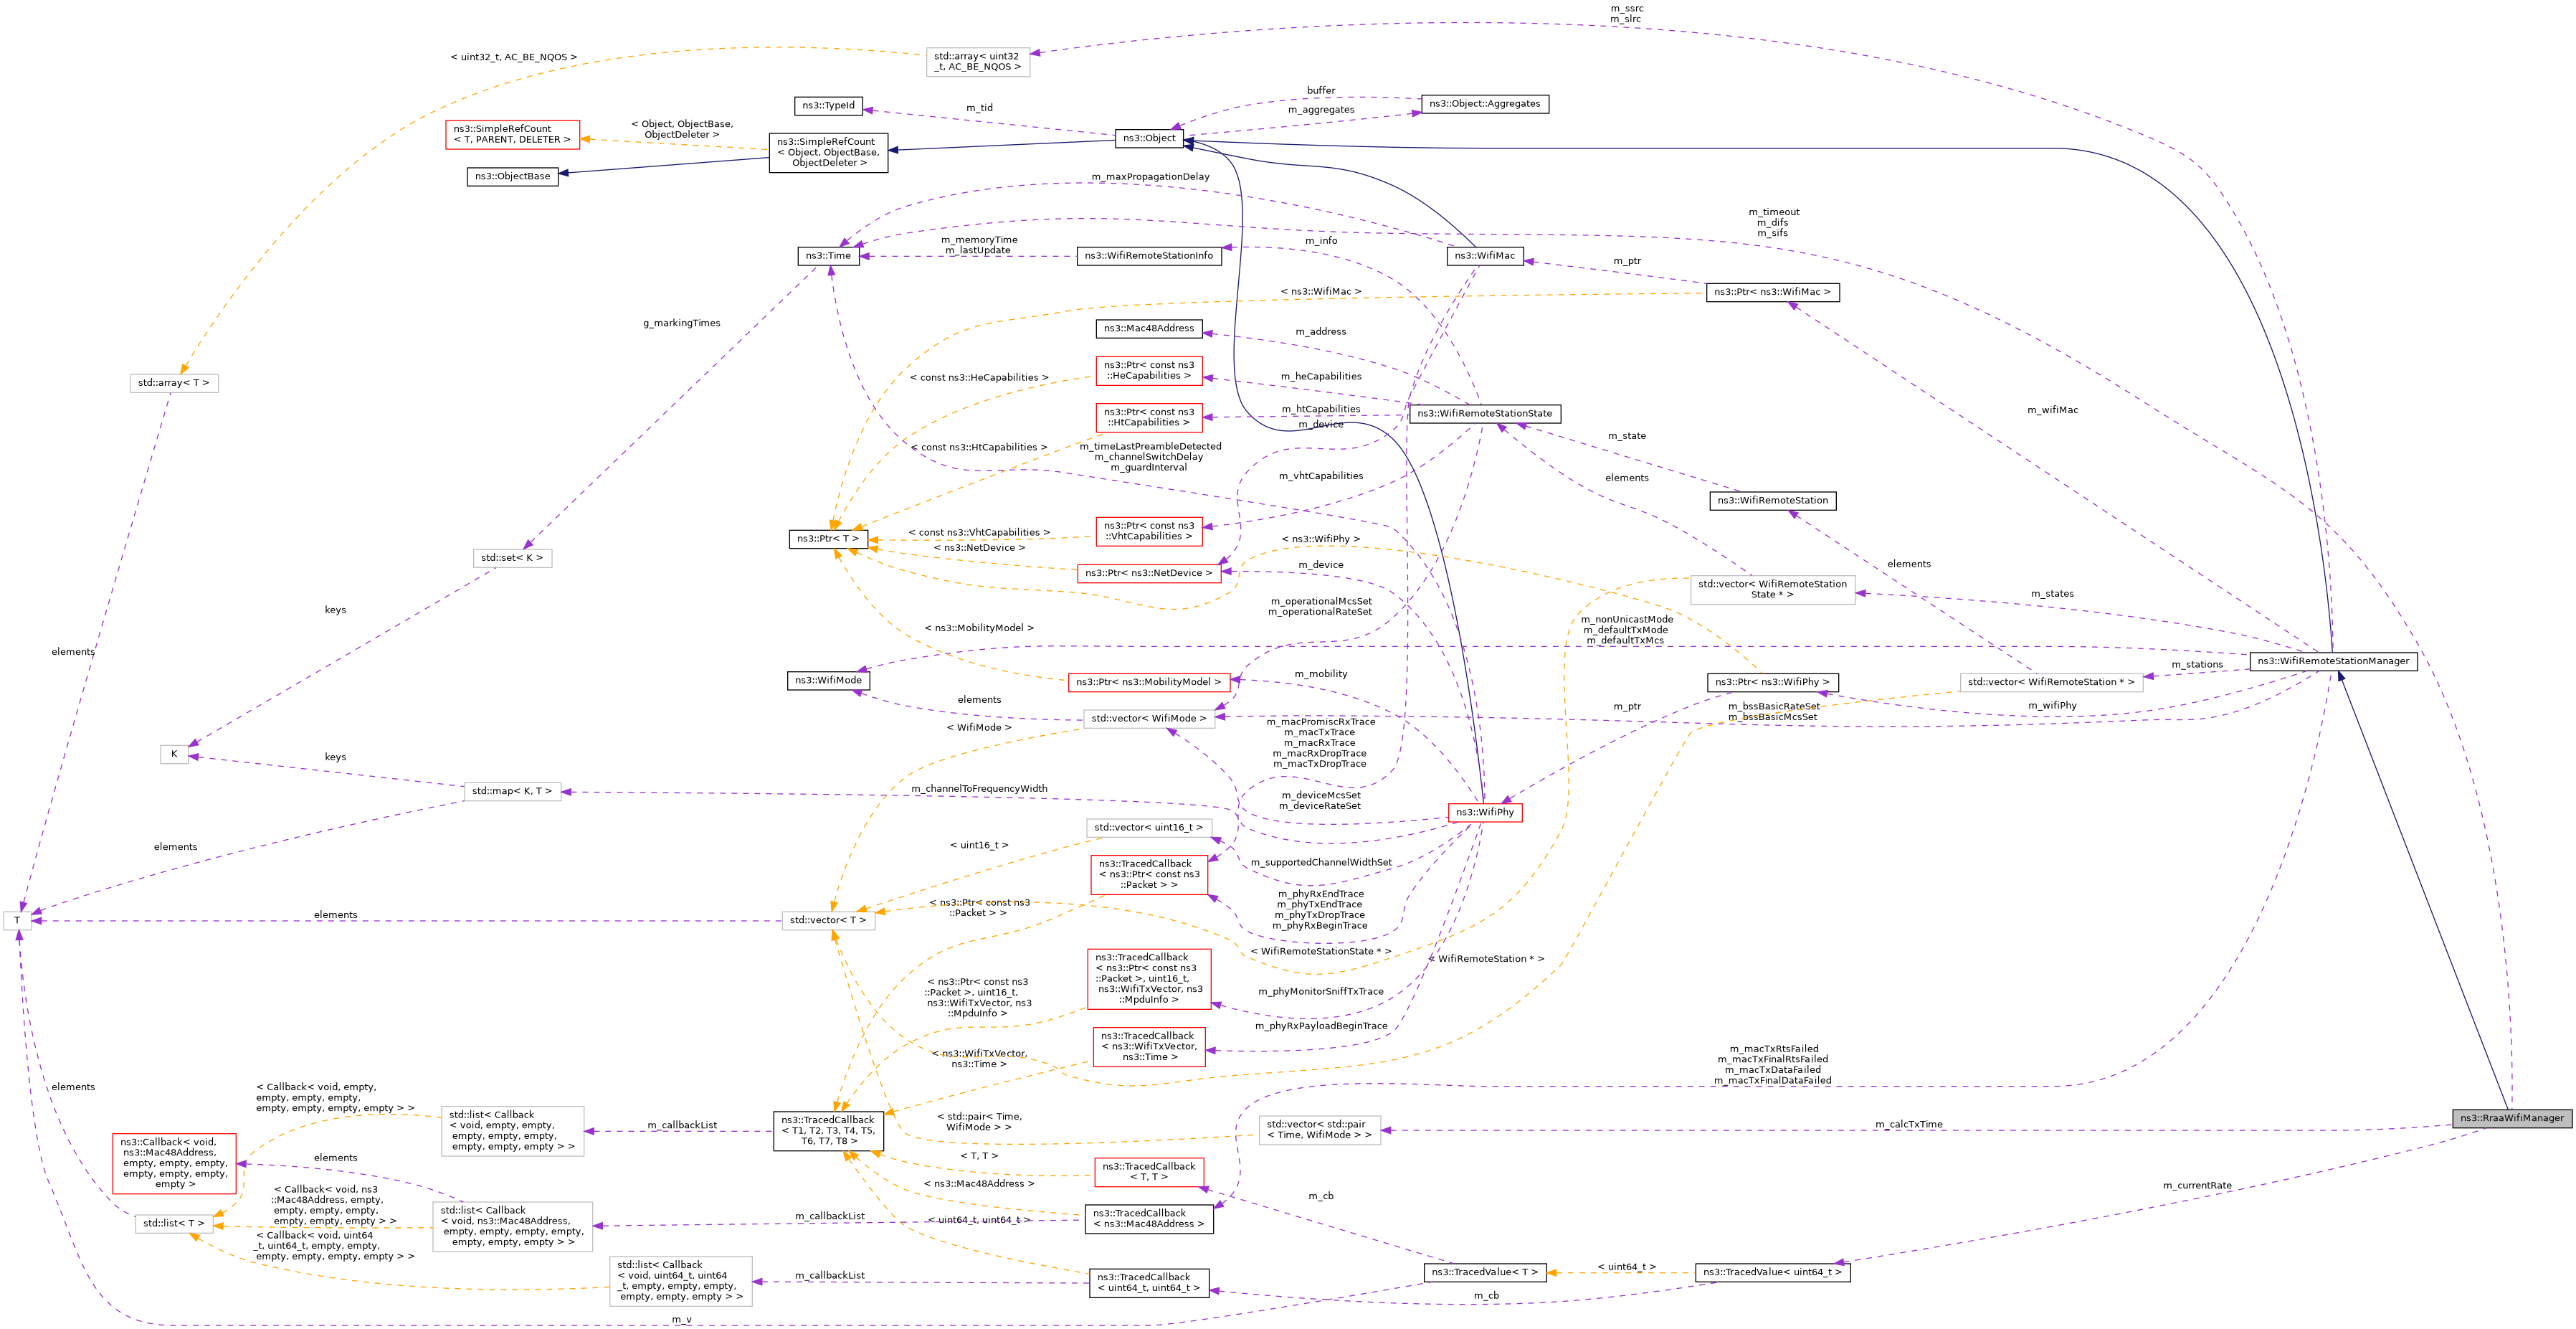 m_ssrc
m_slrc
< uint32_t, AC_BE_NQOS >
std::array< uint32
_t, AC_BE_NQOS >
ns3::TypeId
m_tid
buffer
m_aggregates
ns3::Object::Aggregates
ns3::SimpleRefCount
< T, PARENT, DELETER >
< Object, ObjectBase,
ObjectDeleter >
ns3::SimpleRefCount
< Object, ObjectBase,
ObjectDeleter >
ns3::Object
ns3::ObjectBase
m_maxPropagationDelay
m_timeout
m_difs
m_sifs
ns3::Time
m_memoryTime
m_lastUpdate
ns3::WifiRemoteStationInfo
m_info
ns3::WifiMac
m_ptr
ns3::Ptr< ns3::WifiMac >
< ns3::WifiMac >
g_markingTimes
ns3::Mac48Address
m_address
std::array< T >
< const ns3::HeCapabilities >
ns3::Ptr< const ns3
::HeCapabilities >
m_heCapabilities
ns3::Ptr< const ns3
::HtCapabilities >
m_htCapabilities
m_device
ns3::WifiRemoteStationState
m_wifiMac
m_state
< const ns3::HtCapabilities >
m_timeLastPreambleDetected
m_channelSwitchDelay
m_guardInterval
m_vhtCapabilities
elements
ns3::WifiRemoteStation
ns3::Ptr< T >
< const ns3::VhtCapabilities >
ns3::Ptr< const ns3
::VhtCapabilities >
< ns3::NetDevice >
ns3::Ptr< ns3::NetDevice >
m_device
< ns3::WifiPhy >
std::set< K >
elements
std::vector< WifiRemoteStation
State * >
m_states
keys
m_operationalMcsSet
m_operationalRateSet
< ns3::MobilityModel >
m_nonUnicastMode
m_defaultTxMode
m_defaultTxMcs
elements
ns3::WifiMode
ns3::Ptr< ns3::MobilityModel >
m_mobility
ns3::Ptr< ns3::WifiPhy >
std::vector< WifiRemoteStation * >
m_stations
ns3::WifiRemoteStationManager
elements
std::vector< WifiMode >
m_ptr
m_bssBasicRateSet
m_bssBasicMcsSet
m_wifiPhy
< WifiMode >
m_macPromiscRxTrace
m_macTxTrace
m_macRxTrace
m_macRxDropTrace
m_macTxDropTrace
K
keys
std::map< K, T >
m_channelToFrequencyWidth
m_deviceMcsSet
m_deviceRateSet
ns3::WifiPhy
std::vector< uint16_t >
elements
< uint16_t >
m_supportedChannelWidthSet
ns3::TracedCallback
< ns3::Ptr< const ns3
::Packet > >
T
elements
std::vector< T >
< ns3::Ptr< const ns3
::Packet > >
m_phyRxEndTrace
m_phyTxEndTrace
m_phyTxDropTrace
m_phyRxBeginTrace
< WifiRemoteStationState * >
< WifiRemoteStation * >
ns3::TracedCallback
< ns3::Ptr< const ns3
::Packet >, uint16_t,
ns3::WifiTxVector, ns3
::MpduInfo >
< ns3::Ptr< const ns3
::Packet >, uint16_t,
ns3::WifiTxVector, ns3
::MpduInfo >
m_phyMonitorSniffTxTrace
m_phyRxPayloadBeginTrace
ns3::TracedCallback
< ns3::WifiTxVector,
ns3::Time >
< ns3::WifiTxVector,
ns3::Time >
m_macTxRtsFailed
m_macTxFinalRtsFailed
m_macTxDataFailed
m_macTxFinalDataFailed
elements
< Callback< void, empty,
empty, empty, empty,
empty, empty, empty, empty > >
std::list< Callback
< void, empty, empty,
empty, empty, empty,
empty, empty, empty > >
m_callbackList
ns3::TracedCallback
< T1, T2, T3, T4, T5,
T6, T7, T8 >
< std::pair< Time,
WifiMode > >
std::vector< std::pair
< Time, WifiMode > >
m_calcTxTime
ns3::RraaWifiManager
ns3::Callback< void,
ns3::Mac48Address,
empty, empty, empty,
empty, empty, empty,
empty >
elements
< T, T >
ns3::TracedCallback
< T, T >
< ns3::Mac48Address >
m_cb
m_currentRate
< Callback< void, ns3
::Mac48Address, empty,
empty, empty, empty,
empty, empty, empty > >
std::list< T >
std::list< Callback
< void, ns3::Mac48Address,
empty, empty, empty, empty,
empty, empty, empty > >
m_callbackList
< uint64_t, uint64_t >
ns3::TracedCallback
< ns3::Mac48Address >
< Callback< void, uint64
_t, uint64_t, empty, empty,
empty, empty, empty, empty > >
std::list< Callback
< void, uint64_t, uint64
_t, empty, empty, empty,
empty, empty, empty > >
m_callbackList
ns3::TracedCallback
< uint64_t, uint64_t >
ns3::TracedValue< T >
< uint64_t >
ns3::TracedValue< uint64_t >
m_cb
m_v